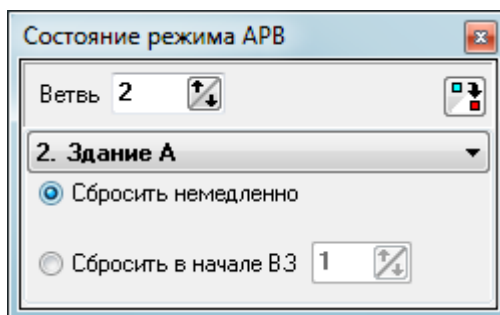 Состояние режима АРВ
Ветвь 2
2. Здание А
Сбросить немедленно
Сбросить в начале ВЗ 1